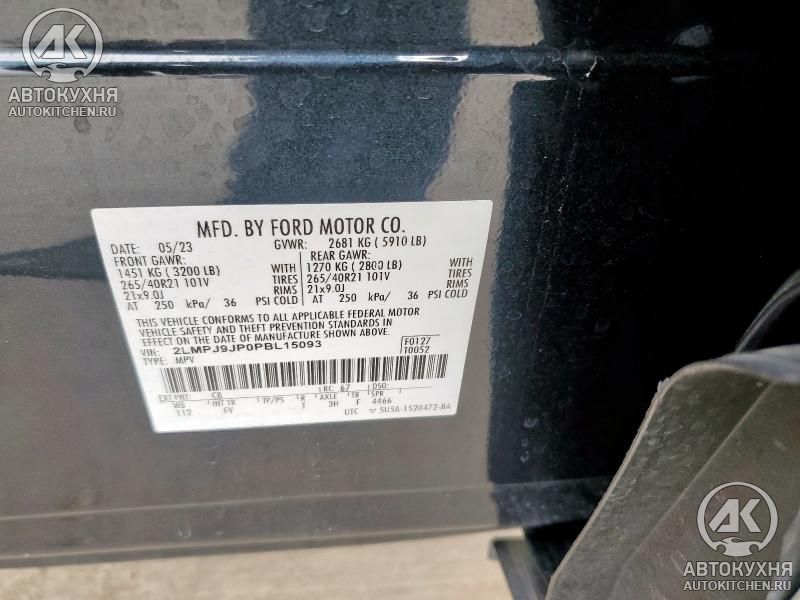 AK
АВТОКУХНЯ
AUTOKITCHEN.RU
MFD. BY FORD MOTOR CO.
DATE: 05/23 GVWR: 2681 KG ( 5910 LB)
FRONT GAWR: REAR GAWR:
1451 KG ( 3200 LB) WITH 1270 KG ( 2800 LB) WITH
265/40R21 101V TIRES 265/40R21 101V TIRES
21x9.0J RIMS 21x9.0J RIMS
AT 250 kPa/ 36 PSI COLD AT 250 kPa/ 36 PSI COLD
THIS VEHICLE CONFORMS TO ALL APPLICABLE FEDERAL MOTOR
VEHICLE SAFETY AND THEFT PREVENTION STANDARDS IN
EFFECT ON THE DATE OF MANUFACTURE SHOWN ABOVE.
VIN: 2LMPJ9JP0PBL15093 F0127
TYPE: MPV T0052
EXT PNT: CB RC: 67 DSO:
WB INT TR TP/PS R AXLE TR SPR
112 FV T 3H F 4466
UTC ▽ 5U5A-1520472-BA
AK
АВТОКУХНЯ
AUTOKITCHEN.RU